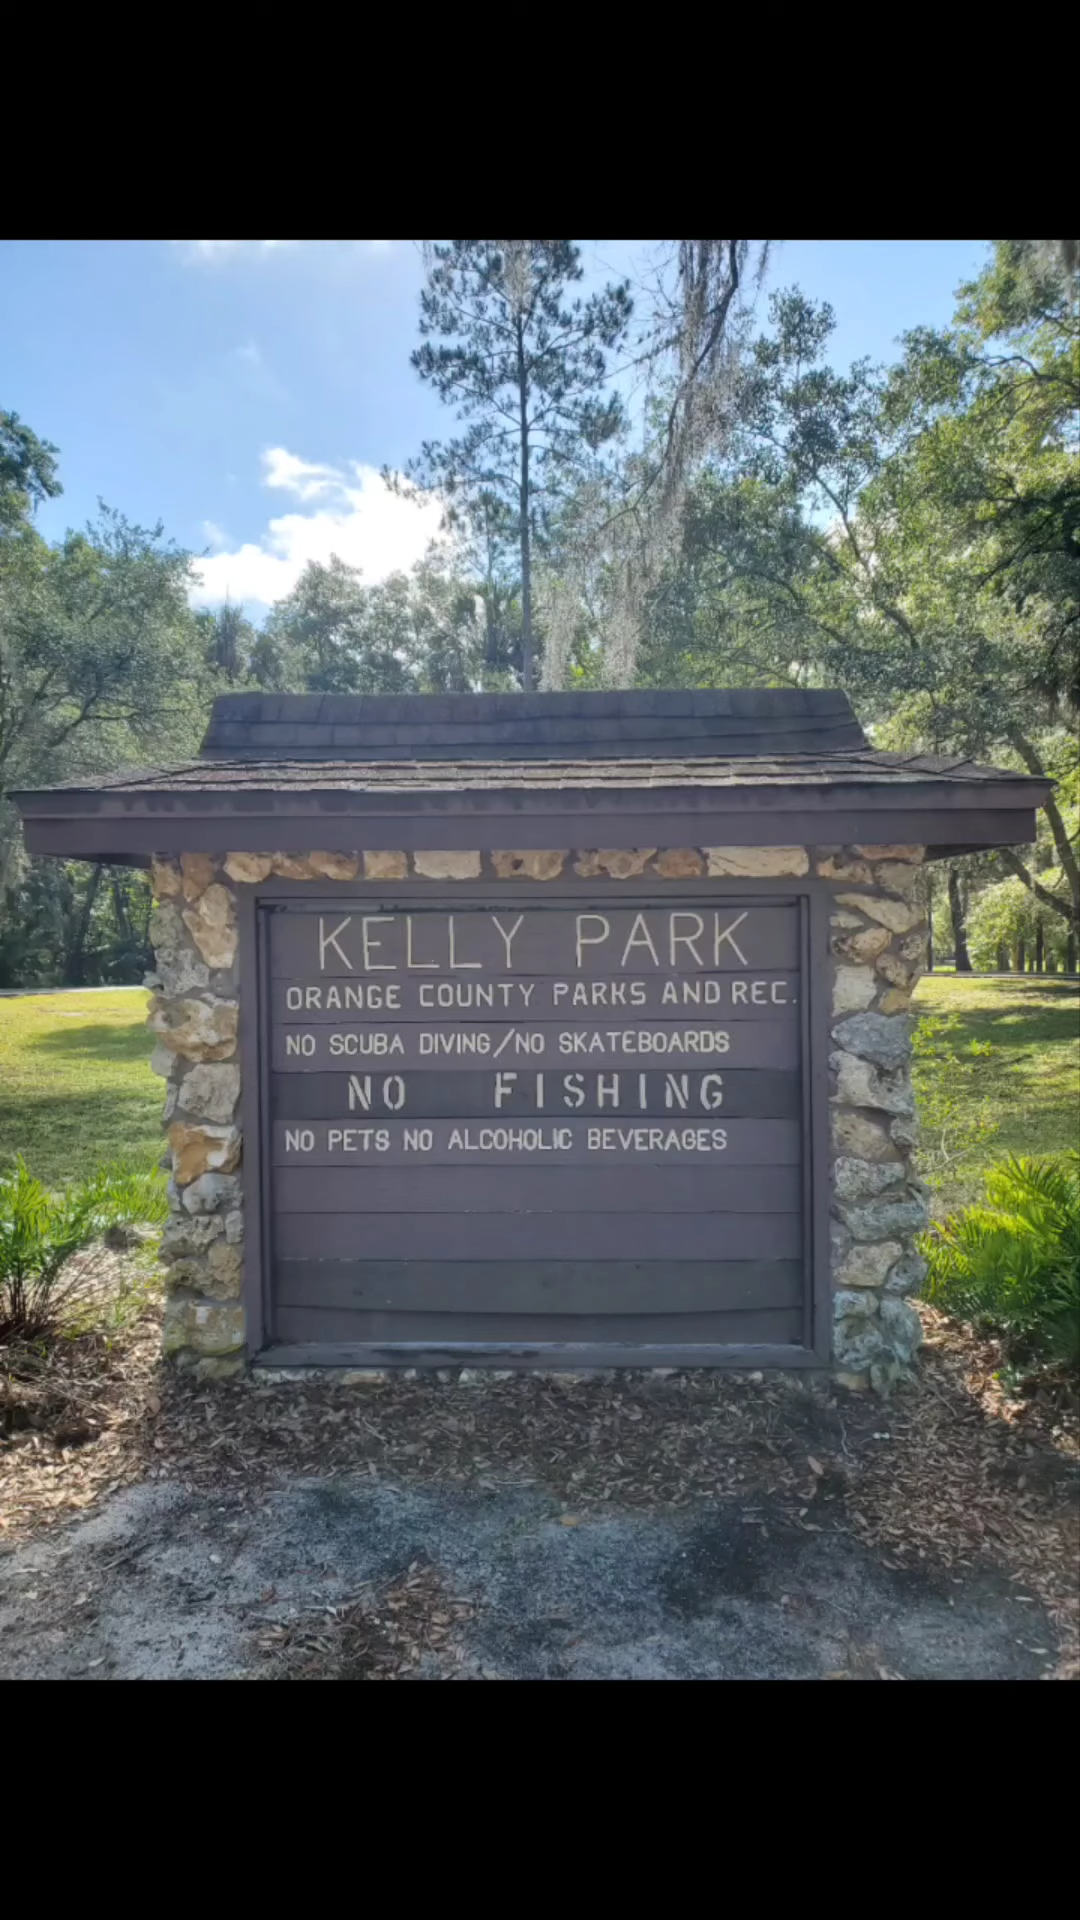 KELLY PARK
ORANGE COUNTY PARKS AND REC.
NO SCUBA DIVING/NO SKATEBOARDS
NO FISHING
NO PETS NO ALCOHOLIC BEVERAGES